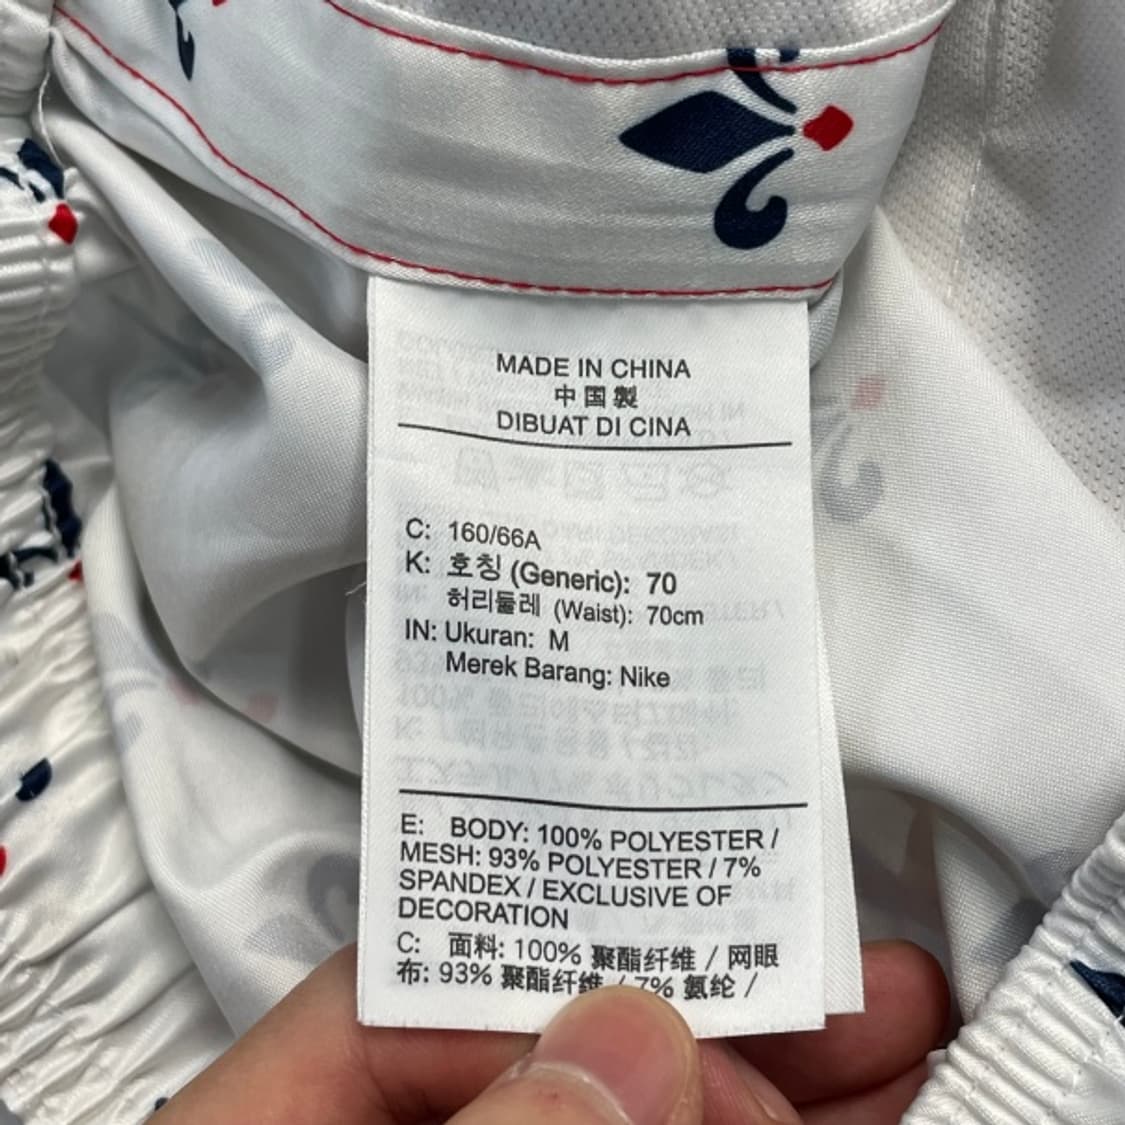 MADE IN CHINA
中国製
DIBUAT DI CINA
C: 160/66A
K: 호칭 (Generic): 70
허리둘레 (Waist): 70cm
IN: Ukuran: M
Merek Barang: Nike
E: BODY: 100% POLYESTER /
MESH: 93% POLYESTER / 7%
SPANDEX / EXCLUSIVE OF
DECORATION
C: 面料: 100% 聚酯纤维 / 网眼
布: 93% 聚酯纤维 / 7% 氨纶 /